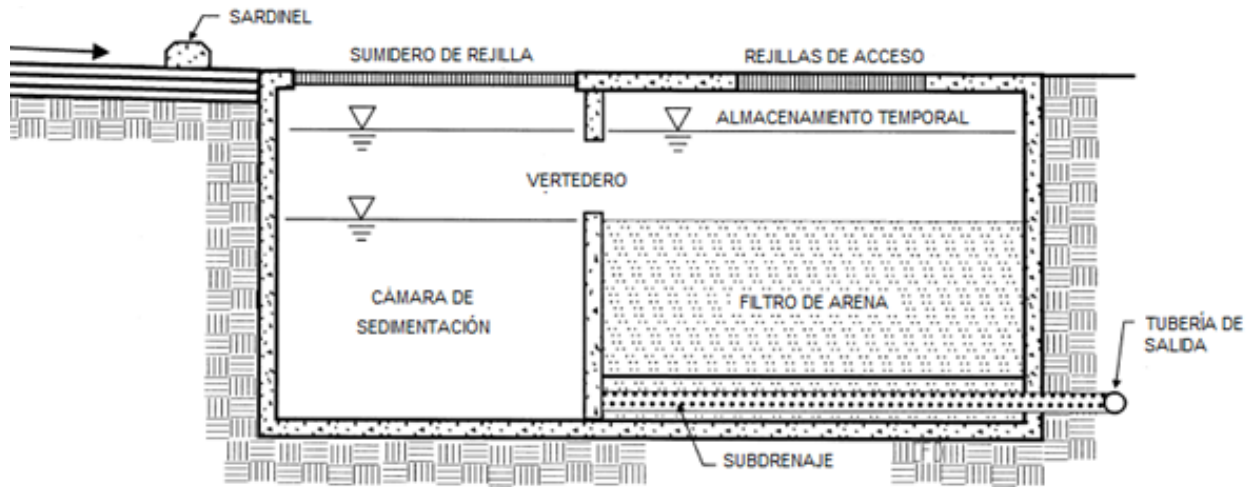 SARDINEL
SUMIDERO DE REJILLA
REJILLAS DE ACCESO
ALMACENAMIENTO TEMPORAL
VERTEDERO
CÁMARA DE
SEDIMENTACIÓN
FILTRO DE ARENA
TUBERÍA DE
SALIDA
SUBDRENAJE